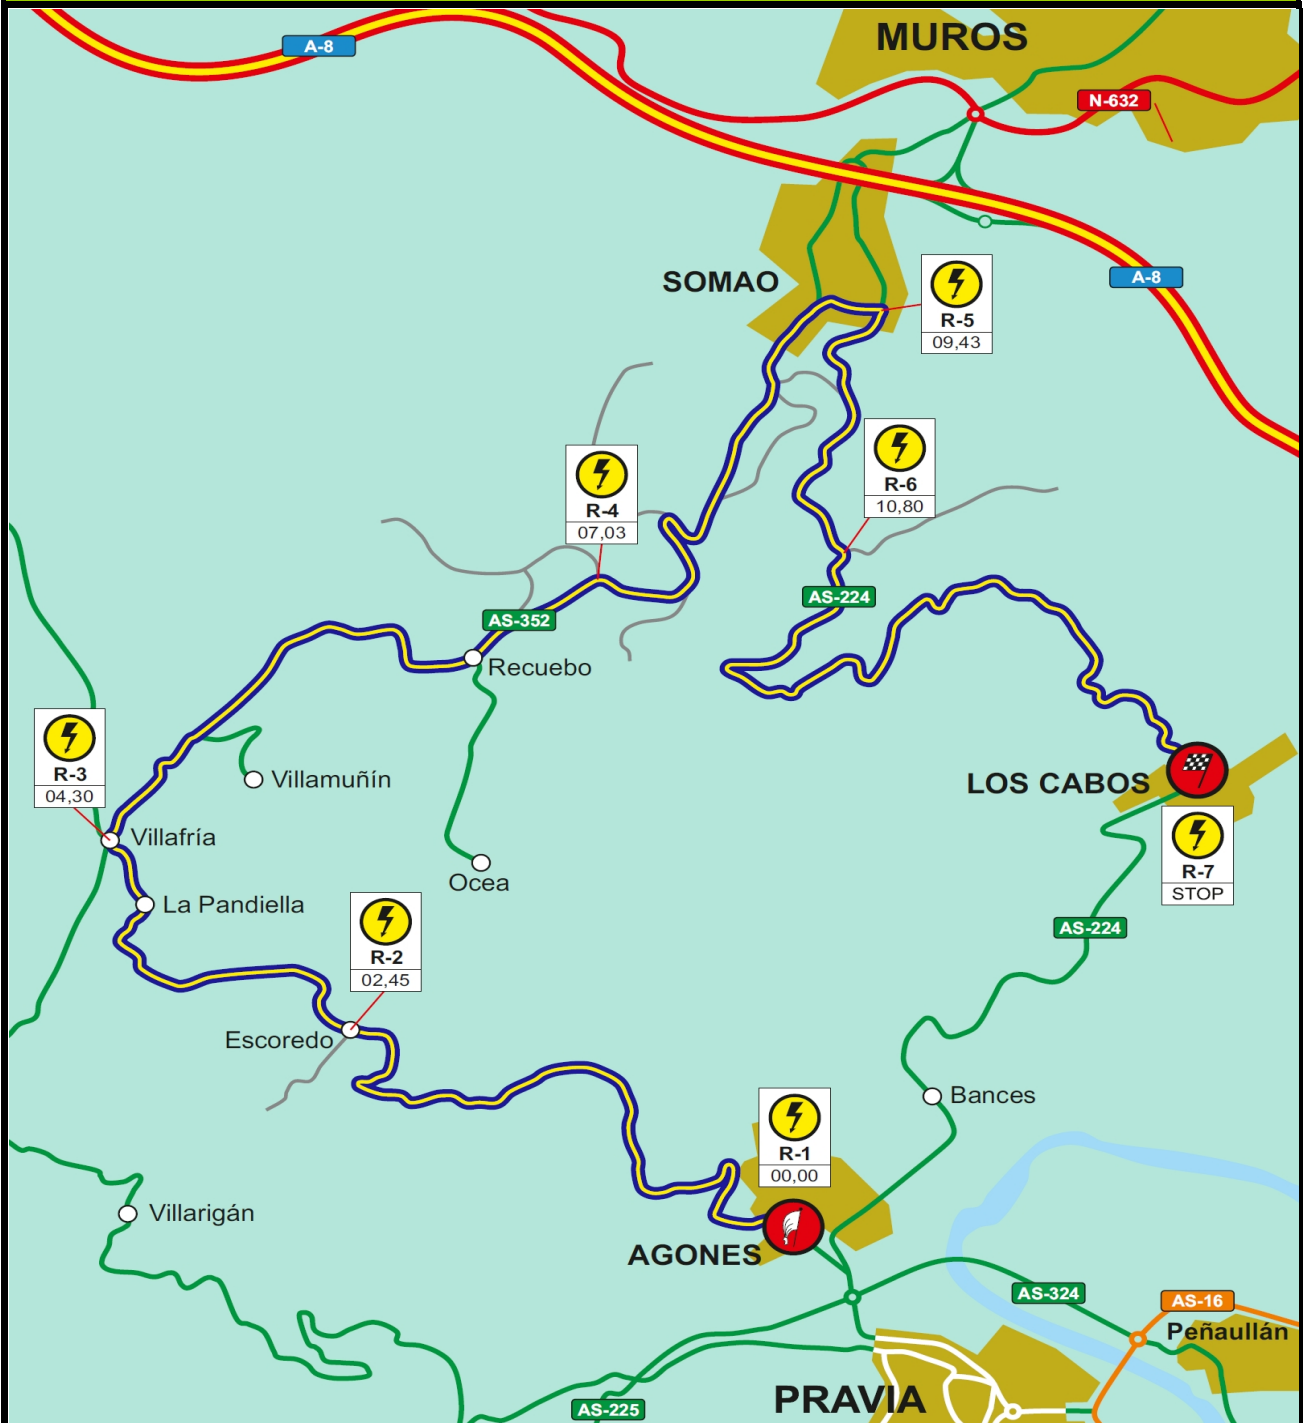 MUROS
A-8
N-632
SOMAO
A-8
R-5
09,43
R-6
10,80
R-4
07,03
AS-224
AS-352
Recuebo
R-3
04,30
Villamuñín
LOS CABOS
Villafría
R-7
STOP
Ocea
La Pandiella
AS-224
R-2
02,45
Escoredo
Bances
R-1
00,00
Villarigán
AGONES
AS-324
AS-16
Peñaullán
PRAVIA
AS-225